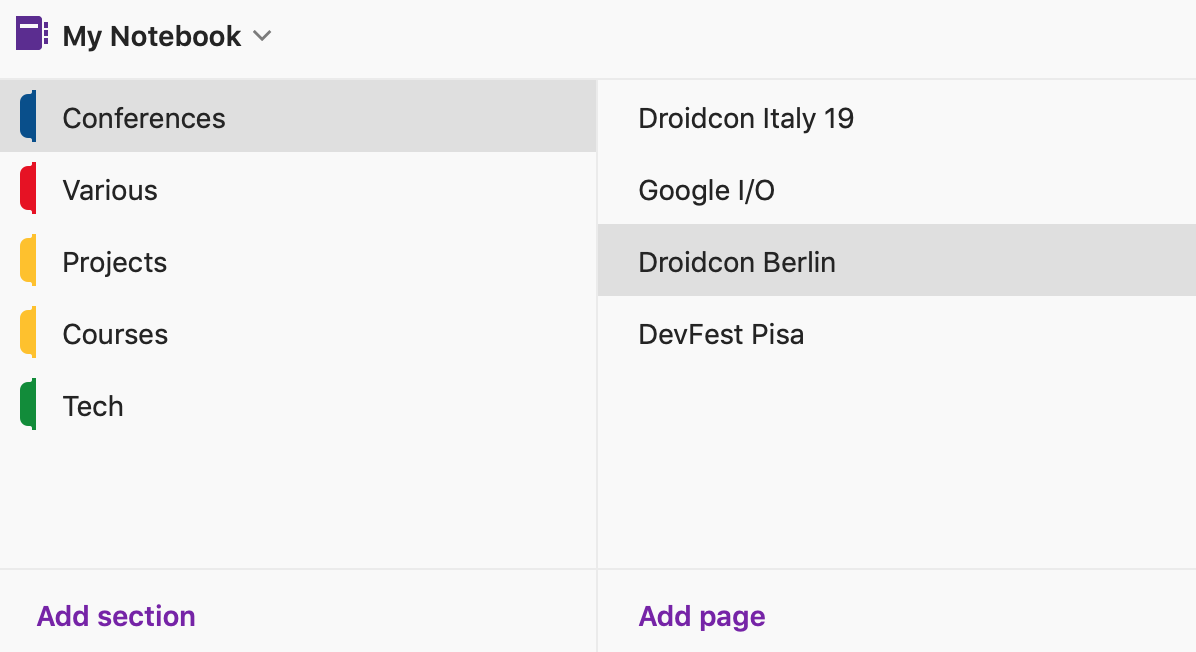 My Notebook
Conferences
Various
Projects
Courses
Tech
Add section
Droidcon Italy 19
Google I/O
Droidcon Berlin
DevFest Pisa
Add page